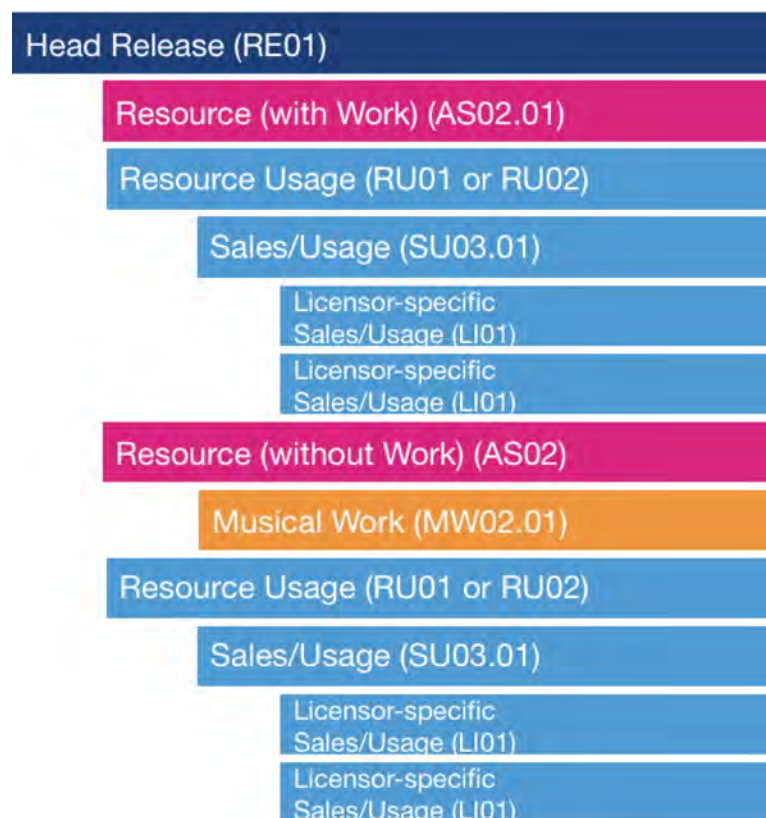 Head Release (RE01)
Resource (with Work) (AS02.01)
Resource Usage (RU01 or RU02)
Sales/Usage (SU03.01)
Licensor-specific
Sales/Usage (LI01)
Licensor-specific
Sales/Usage (LI01)
Resource (without Work) (AS02)
Musical Work (MW02.01)
Resource Usage (RU01 or RU02)
Sales/Usage (SU03.01)
Licensor-specific
Sales/Usage (LI01)
Licensor-specific
Sales/Usage (LI01)